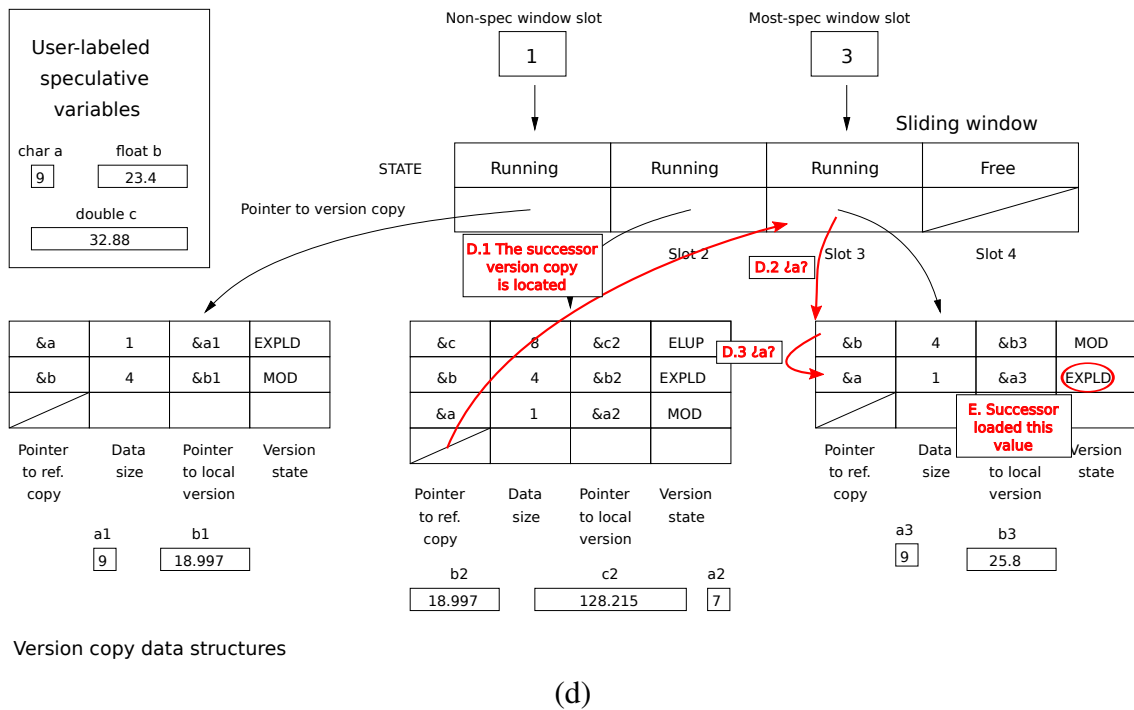 Non-spec window slot
Most-spec window slot
1
3
User-labeled
speculative
variables
char a
float b
9
23.4
double c
32.88
Sliding window
STATE
Running
Running
Running
Free
Pointer to version copy
D.1 The successor
version copy
is located
Slot 2
D.2 ¿a?
Slot 3
Slot 4
&a 1 &a1 EXPLD
&b 4 &b1 MOD
Pointer
to ref.
copy
Data
size
Pointer
to local
version
Version
state
a1
b1
9
18.997
&c 8 &c2 ELUP
&b 4 &b2 EXPLD
&a 1 &a2 MOD
Pointer
to ref.
copy
Data
size
Pointer
to local
version
Version
state
b2
c2
a2
18.997
128.215
7
D.3 ¿a?
&b 4 &b3 MOD
&a 1 &a3 EXPLD
E. Successor
loaded this
value
Pointer
to ref.
copy
Data
size
to local
version
Version
state
a3
b3
9
25.8
Version copy data structures
(d)